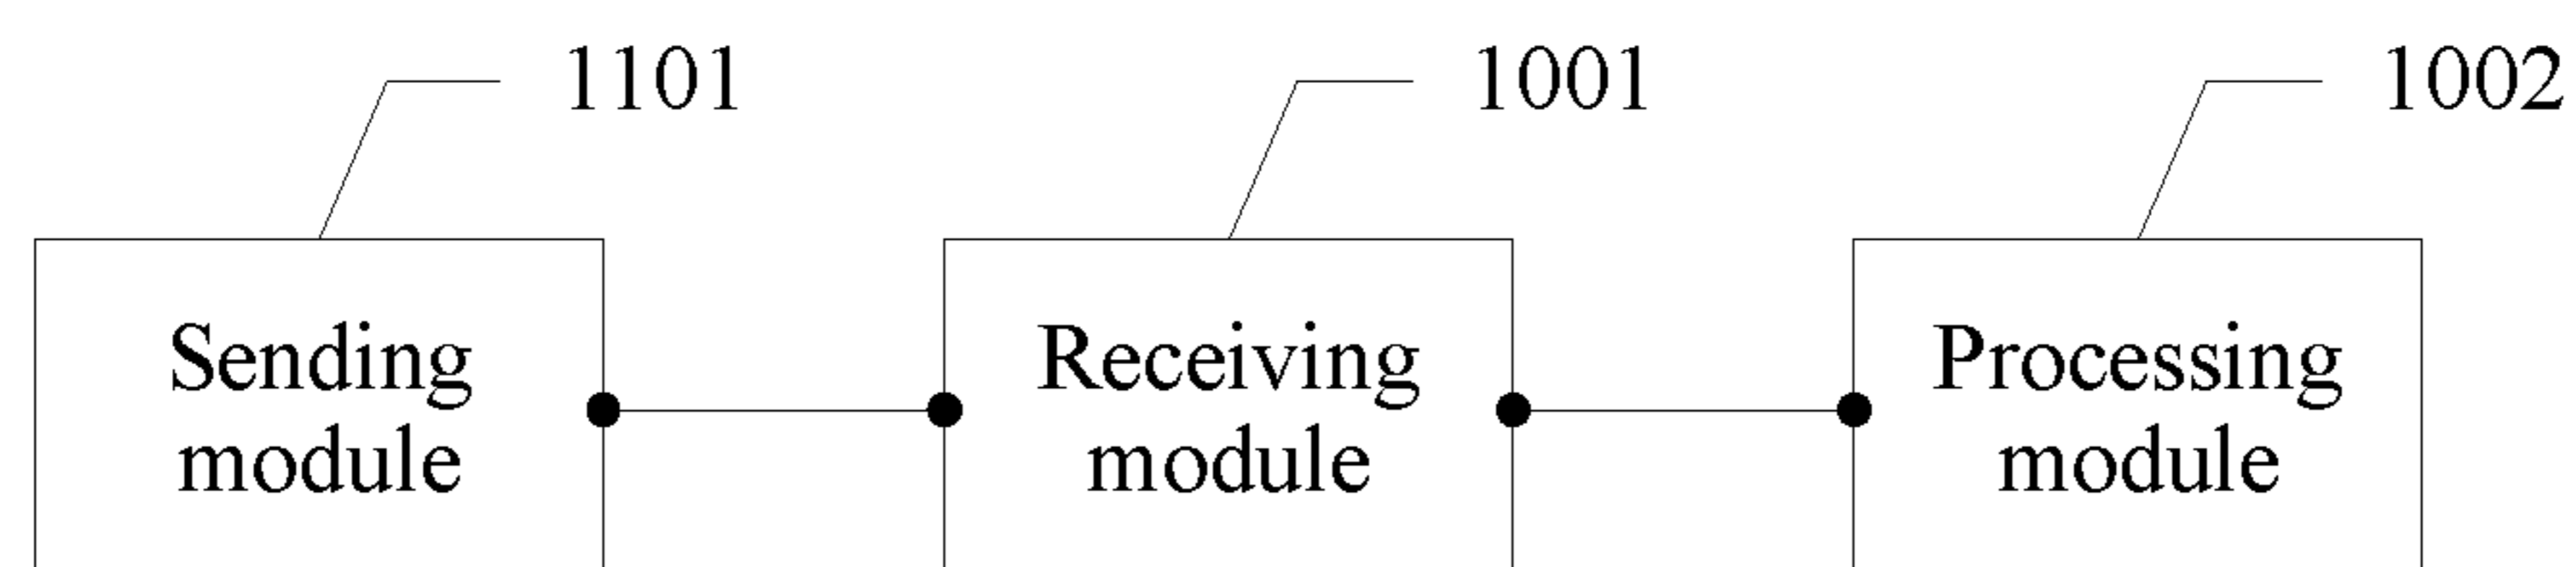 1101
1001
1002
Sending
module
Receiving
module
Processing
module